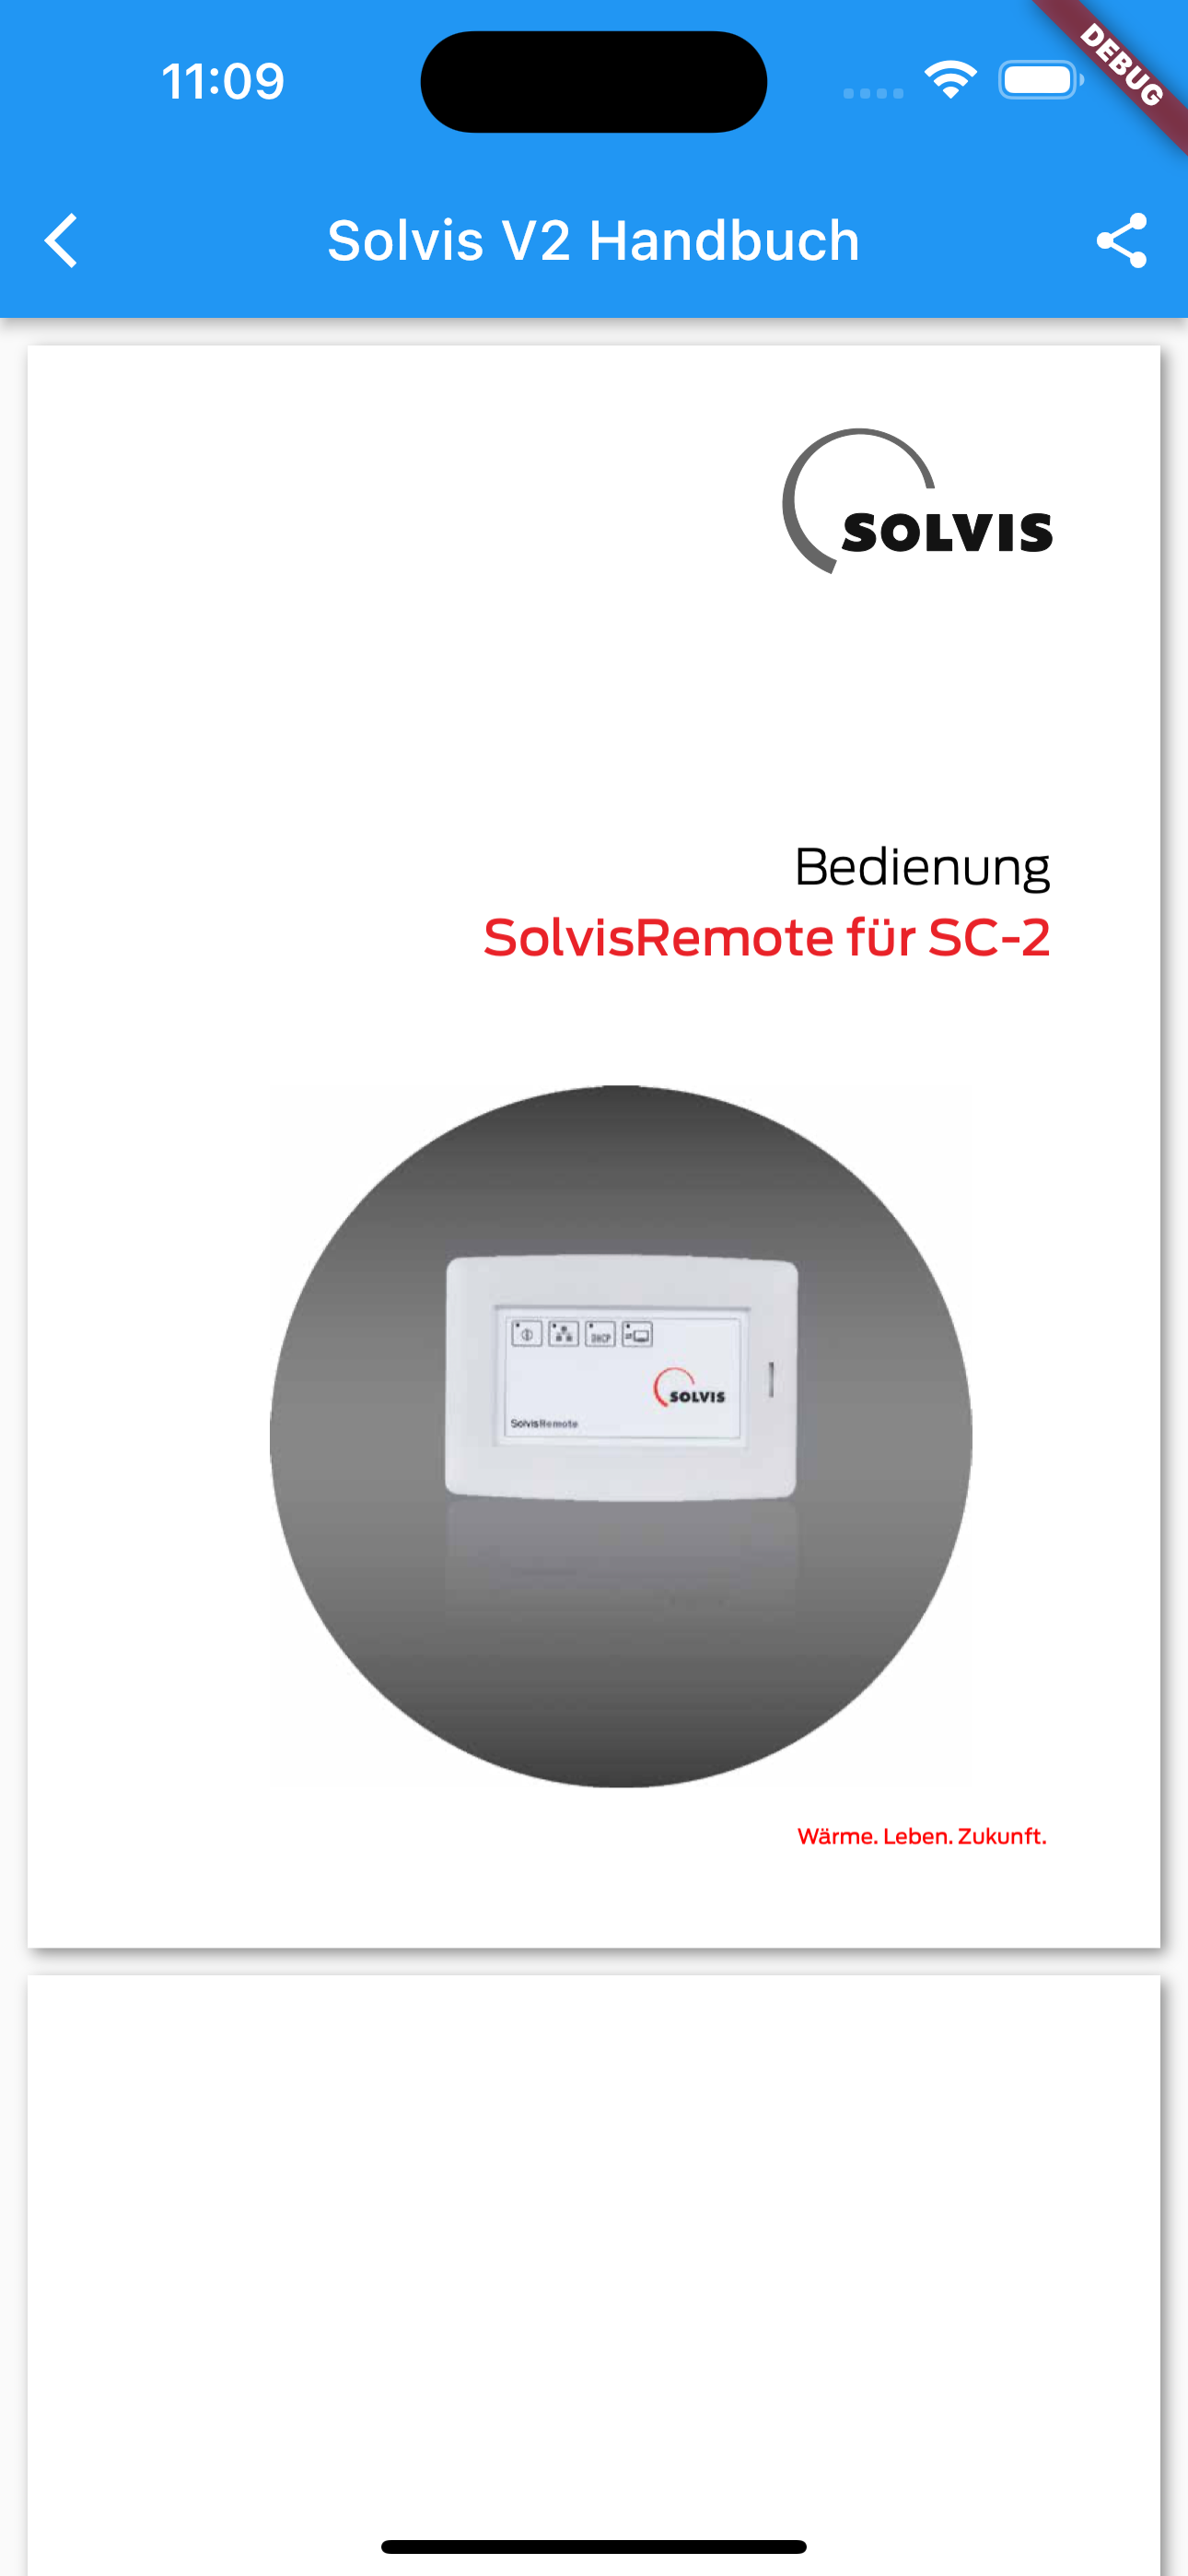 11:09
DEBUG
Solvis V2 Handbuch
SOLVIS
Bedienung
SolvisRemote für SC-2
DHCP
SOLVIS
SolvisRemote
Wärme. Leben. Zukunft.